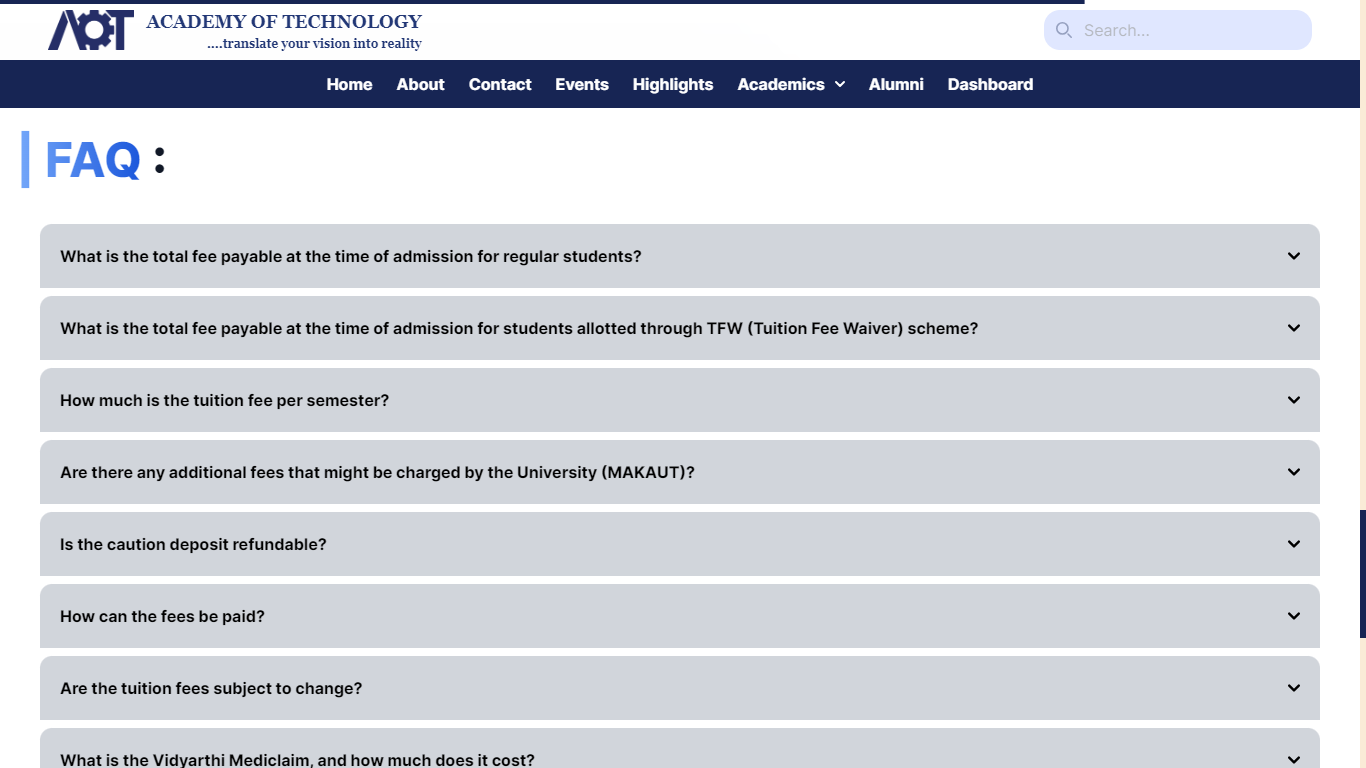 AOT
ACADEMY OF TECHNOLOGY
....translate your vision into reality
Search...
Home About Contact Events Highlights Academics Alumni Dashboard
FAQ :
What is the total fee payable at the time of admission for regular students?
What is the total fee payable at the time of admission for students allotted through TFW (Tuition Fee Waiver) scheme?
How much is the tuition fee per semester?
Are there any additional fees that might be charged by the University (MAKAUT)?
Is the caution deposit refundable?
How can the fees be paid?
Are the tuition fees subject to change?
What is the Vidyarthi Mediclaim, and how much does it cost?